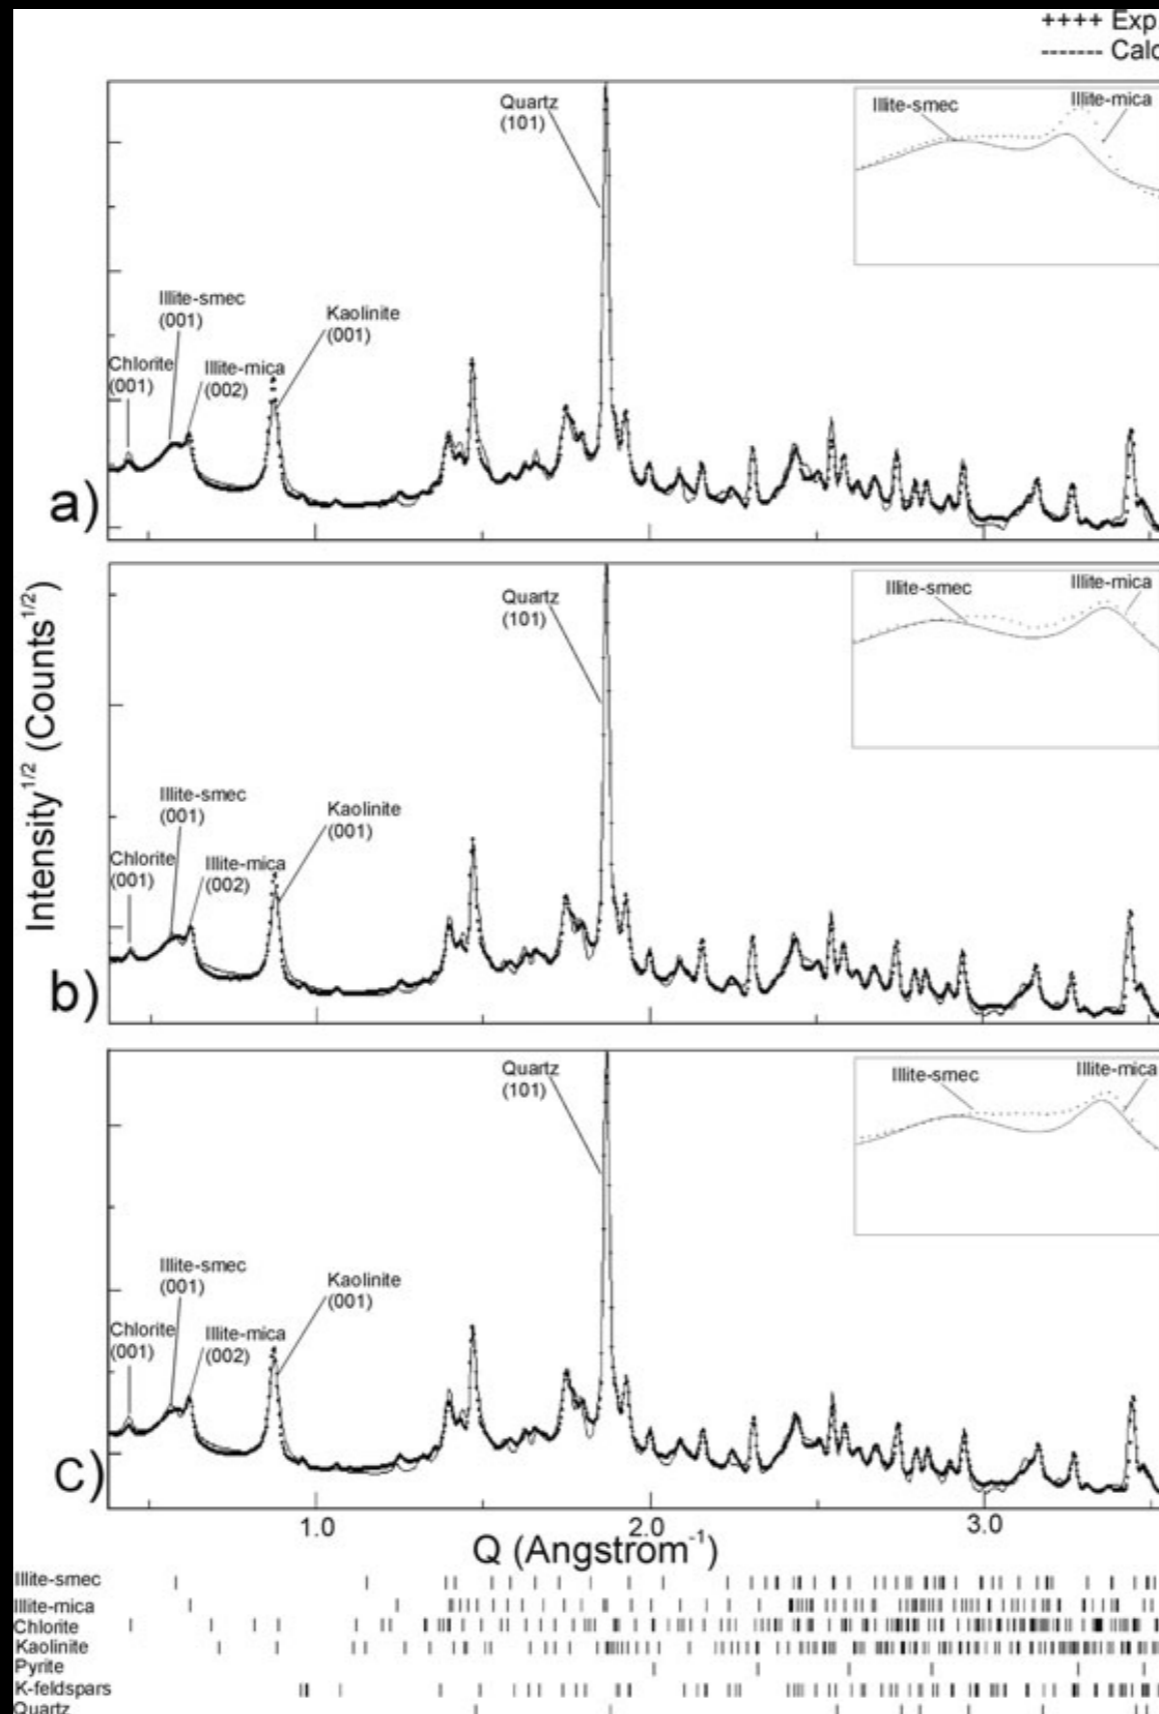 ++++ Exp
------- Calc
Quartz
(101)
Illite-smec
Illite-mica
Illite-smec
(001)
Kaolinite
(001)
Chlorite
(001)
Illite-mica
(002)
a)
Quartz
(101)
Illite-smec
Illite-mica
Illite-smec
(001)
Kaolinite
(001)
Chlorite
(001)
Illite-mica
(002)
b)
Intensity1/2 (Counts1/2)
Quartz
(101)
Illite-smec
Illite-mica
Illite-smec
(001)
Kaolinite
(001)
Chlorite
(001)
Illite-mica
(002)
c)
1.0
2.0
3.0
Q (Angstrom-1)
Illite-smec
Illite-mica
Chlorite
Kaolinite
Pyrite
K-feldspars
Quartz